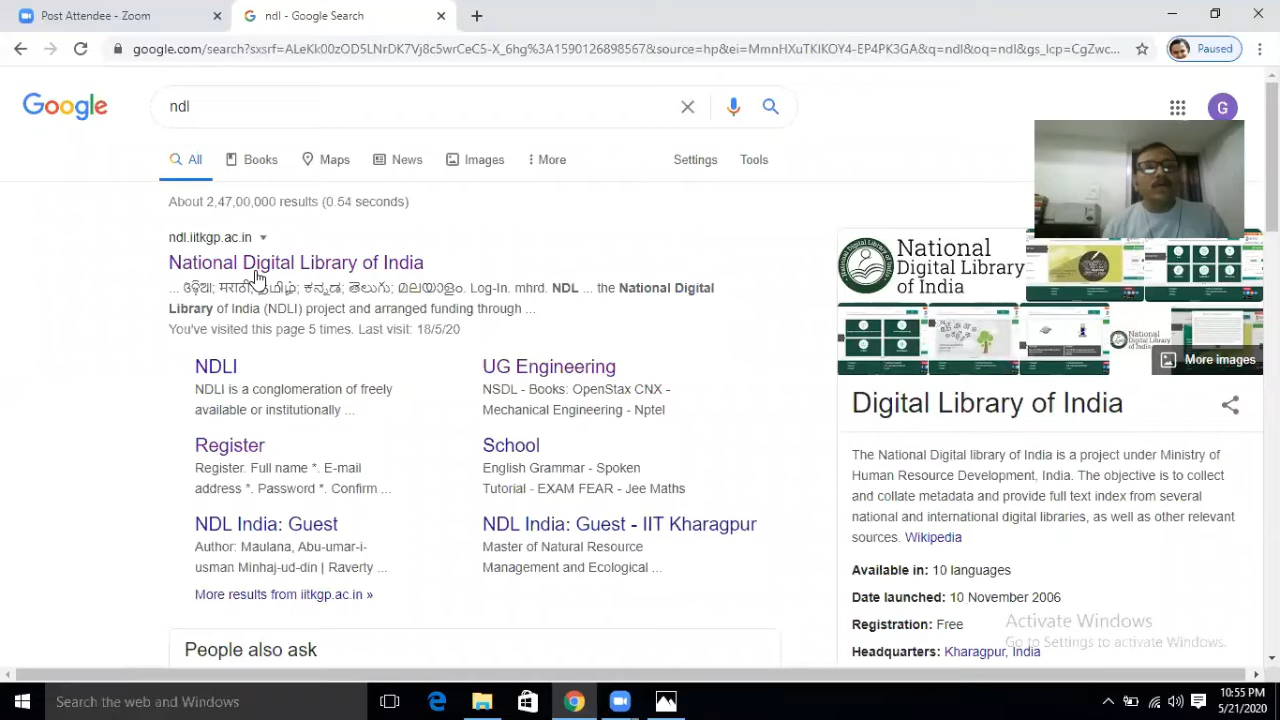 Post Attendee - Zoom
ndl - Google Search
google.com/search?sxsrf=ALeKk00zOD5LNrDK7Vj8c5wrCeC5-X_6hg%3A1590126898567&source=hp&ei=MmnHXuTKIKOY4-EP4PK3GA&q=ndl&oq=ndl&gs_lcp=CgZwc...
Paused
Google
ndl
G
All
Books
Maps
News
Images
More
Settings
Tools
About 2,47,00,000 results (0.54 seconds)
ndl.iitkgp.ac.in
National Digital Library of India
... ଓଡ଼ିଆ; मराठी; தமிழ்; ಕನ್ನಡ; తెలుగు; മലയാളം. Log-In. mhrd. NDL ... the National Digital
Library of India (NDLI) project and arranged funding through ...
You've visited this page 5 times. Last visit: 18/5/20
NDLI
NDLI is a conglomeration of freely
available or institutionally ...
UG Engineering
NSDL - Books: OpenStax CNX -
Mechanical Engineering - Nptel
Register
Register. Full name *. E-mail
address *. Password *. Confirm ...
School
English Grammar - Spoken
Tutorial - EXAM FEAR - Jee Maths
NDL India: Guest
Author: Maulana, Abu-umar-i-
usman Minhaj-ud-din | Raverty ...
NDL India: Guest - IIT Kharagpur
Master of Natural Resource
Management and Ecological ...
More results from iitkgp.ac.in »
People also ask
National
Digital Library
of India
More images
Digital Library of India
The National Digital library of India is a project under Ministry of
Human Resource Development, India. The objective is to collect
and collate metadata and provide full text index from several
national and international digital libraries, as well as other relevant
sources. Wikipedia
Available in: 10 languages
Date launched: 10 November 2006
Registration: Free
Headquarters: Kharagpur, India
Activate Windows
Go to Settings to activate Windows.
Search the web and Windows
10:55 PM
5/21/2020